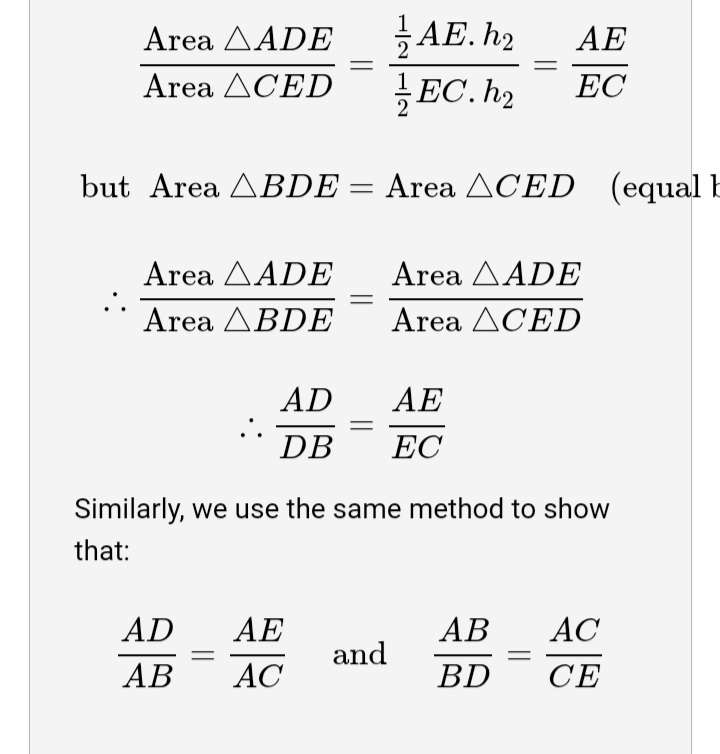 Area △ADE / Area △CED = ½AE. h₂ / ½EC. h₂ = AE / EC
but Area △BDE = Area △CED (equal
∴ Area △ADE / Area △BDE = Area △ADE / Area △CED
∴ AD / DB = AE / EC
Similarly, we use the same method to show
that:
AD / AB = AE / AC and AB / BD = AC / CE